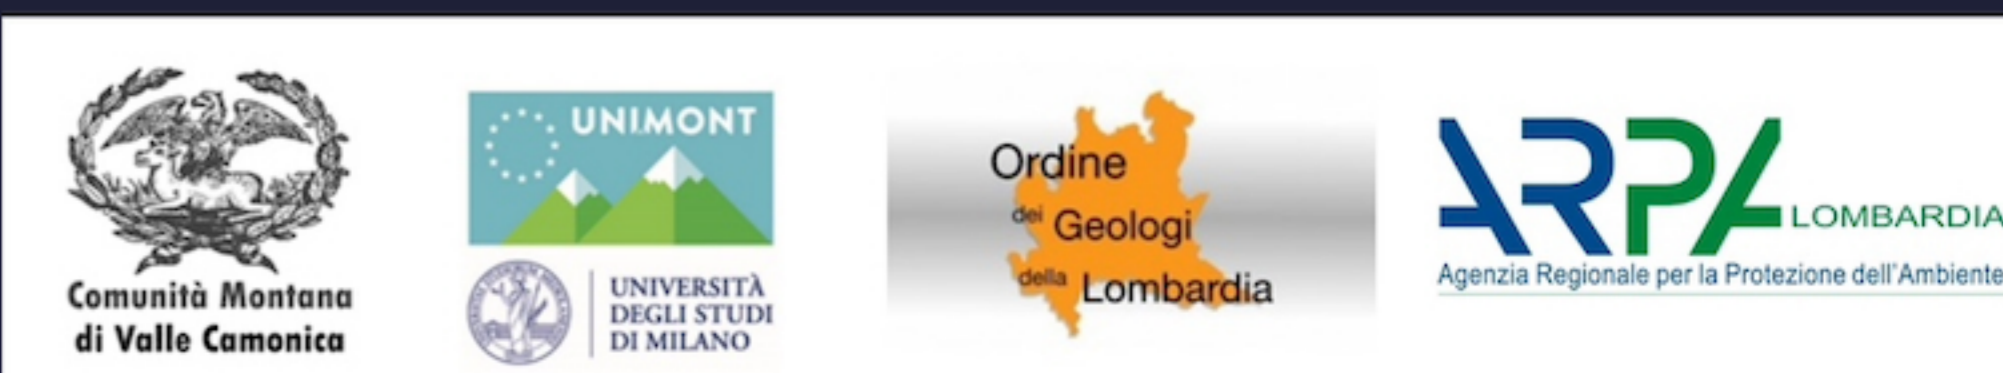 Comunità Montana
di Valle Camonica
UNIMONT
UNIVERSITÀ
DEGLI STUDI
DI MILANO
Ordine
dei Geologi
della Lombardia
ARPA LOMBARDIA
Agenzia Regionale per la Protezione dell'Ambiente